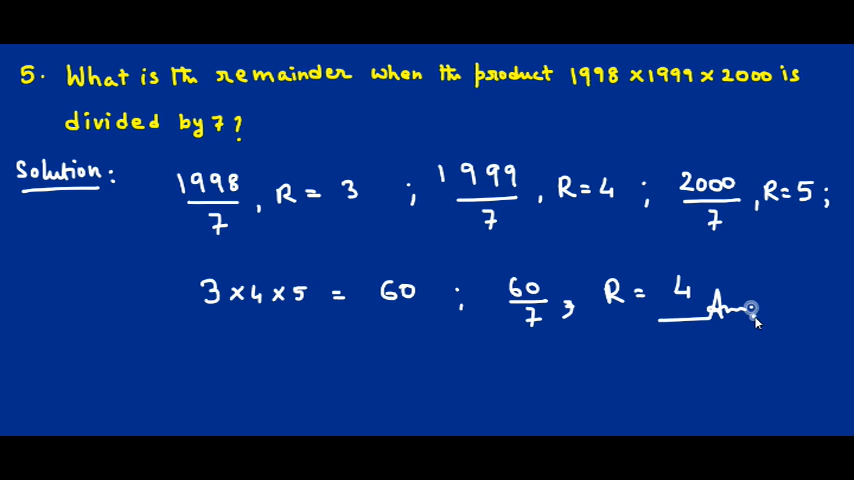 5. What is the remainder when the product 1998 × 1999 × 2000 is
divided by 7?
Solution:
1998/7, R = 3 ; 1999/7, R = 4 ; 2000/7, R = 5 ;
3 × 4 × 5 = 60 ; 60/7, R = 4 Ans